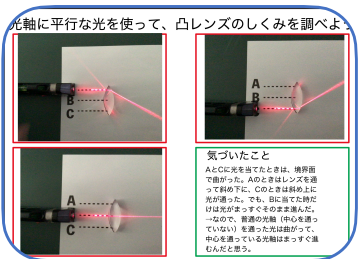 光軸に平行な光を使って、凸レンズのしくみを調べよ
B
C
A
B
A
C
気づいたこと
AとCに光を当てたときは、境界面
で曲がった。Aのときはレンズを通
って斜め下に、Cのときは斜め上に
光が通った。でも、Bに当てた時だ
けは光がまっすぐそのまま進んだ。
→なので、普通の光軸（中心を通っ
ていない）を通った光は曲がって、
中心を通っている光軸はまっすぐ進
むんだと思う。